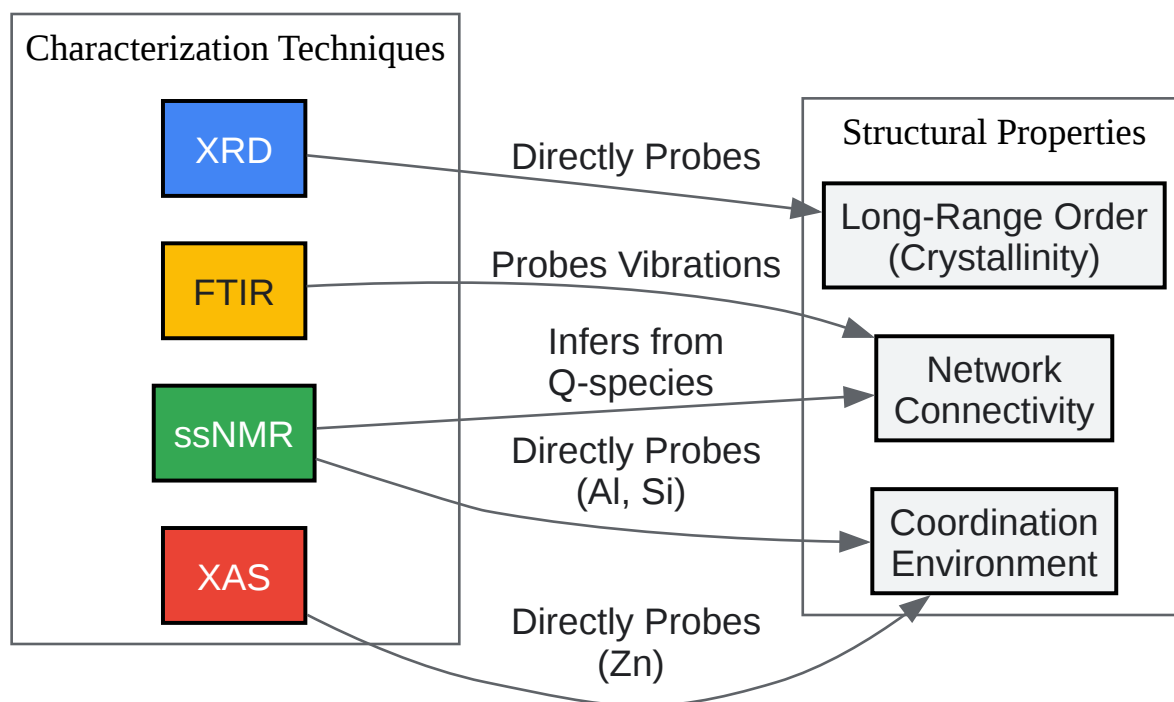 Characterization Techniques
XRD
FTIR
ssNMR
XAS
Directly Probes
Probes Vibrations
Infers from
Q-species
Directly Probes
(Al, Si)
Directly Probes
(Zn)
Structural Properties
Long-Range Order
(Crystallinity)
Network
Connectivity
Coordination
Environment